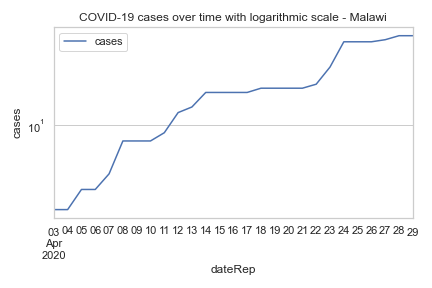 COVID-19 cases over time with logarithmic scale - Malawi
cases
cases
10¹
03 04 05 06 07 08 09 10 11 12 13 14 15 16 17 18 19 20 21 22 23 24 25 26 27 28 29
Apr
2020
dateRep